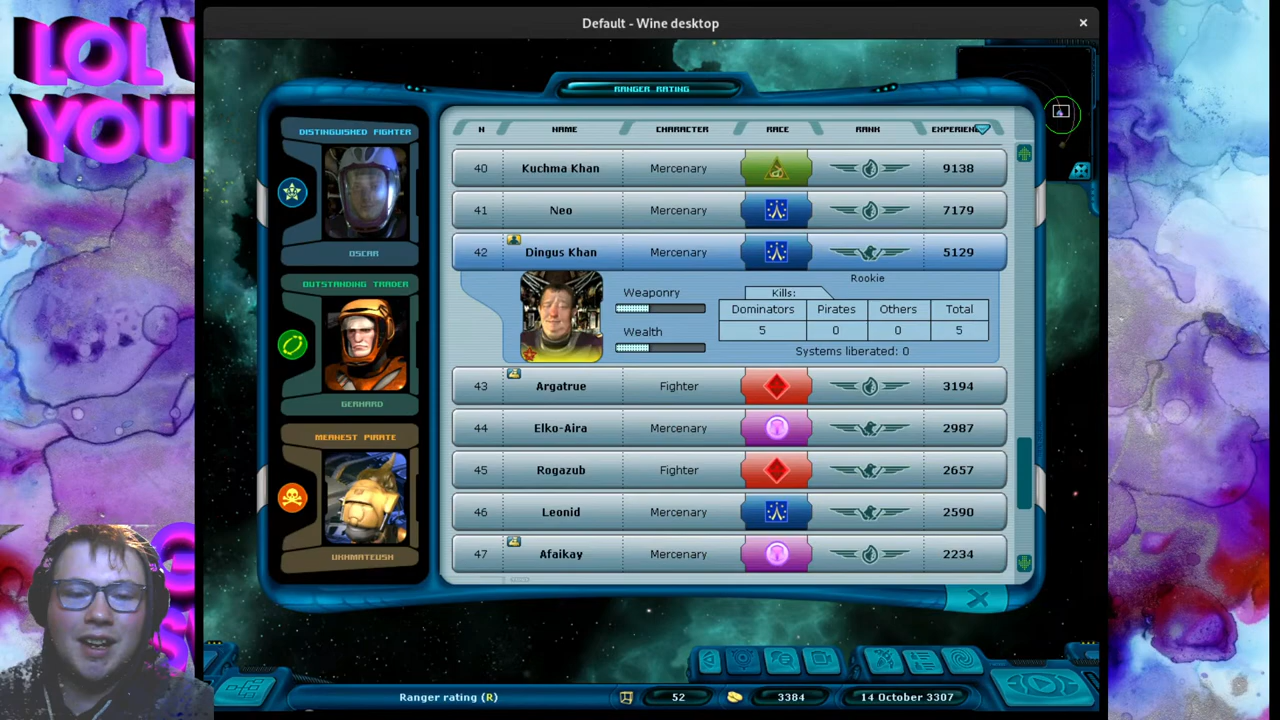 Default - Wine desktop
LOL
YOU
RANGER RATING
DISTINGUISHED FIGHTER
OSCAR
OUTSTANDING TRADER
GERHARD
MEANEST PIRATE
UKHMATEUSH
N NAME CHARACTER RACE RANK EXPERIEN
40 Kuchma Khan Mercenary 9138
41 Neo Mercenary 7179
42 Dingus Khan Mercenary 5129
Rookie
Weaponry
Wealth
Kills:
Dominators Pirates Others Total
5 0 0 5
Systems liberated: 0
43 Argatrue Fighter 3194
44 Elko-Aira Mercenary 2987
45 Rogazub Fighter 2657
46 Leonid Mercenary 2590
47 Afaikay Mercenary 2234
Ranger rating (R) 52 3384 14 October 3307